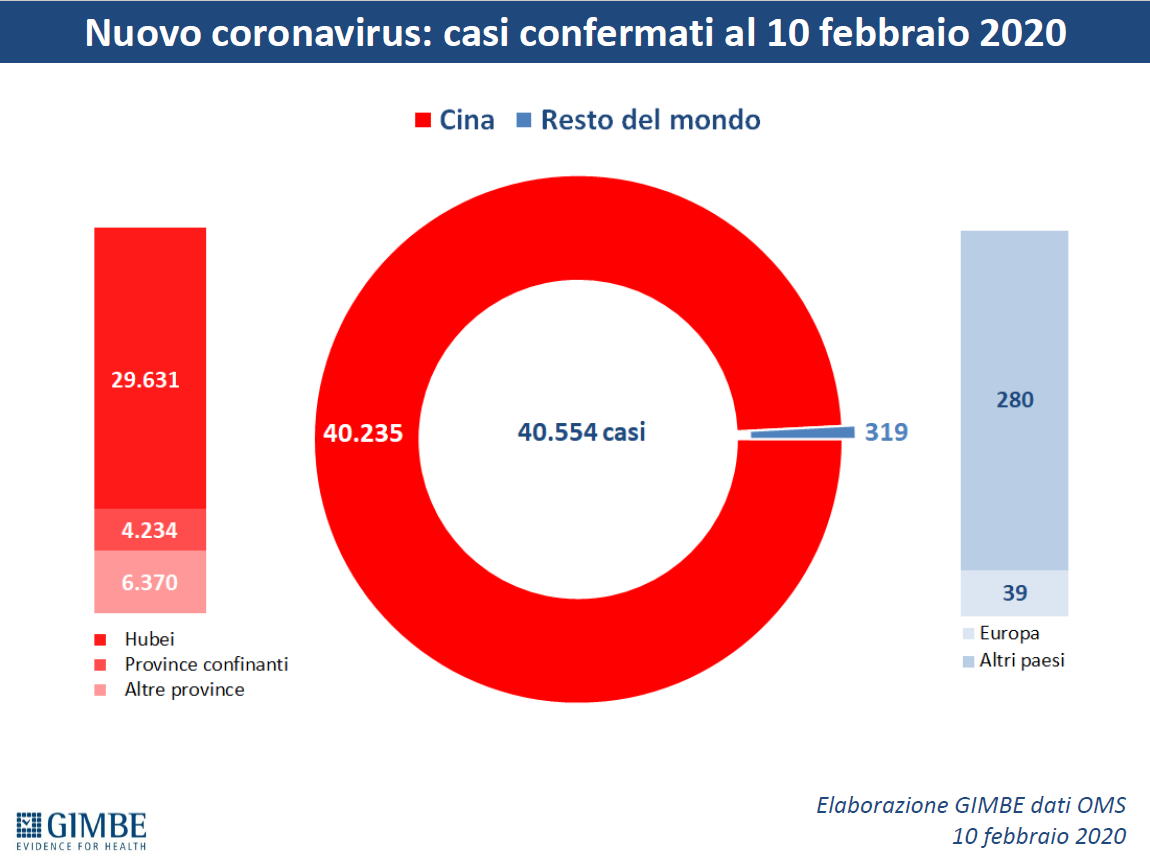 Nuovo coronavirus: casi confermati al 10 febbraio 2020
Cina
Resto del mondo
29.631
4.234
6.370
Hubei
Province confinanti
Altre province
40.235
40.554 casi
319
280
39
Europa
Altri paesi
GIMBE
EVIDENCE FOR HEALTH
Elaborazione GIMBE dati OMS
10 febbraio 2020